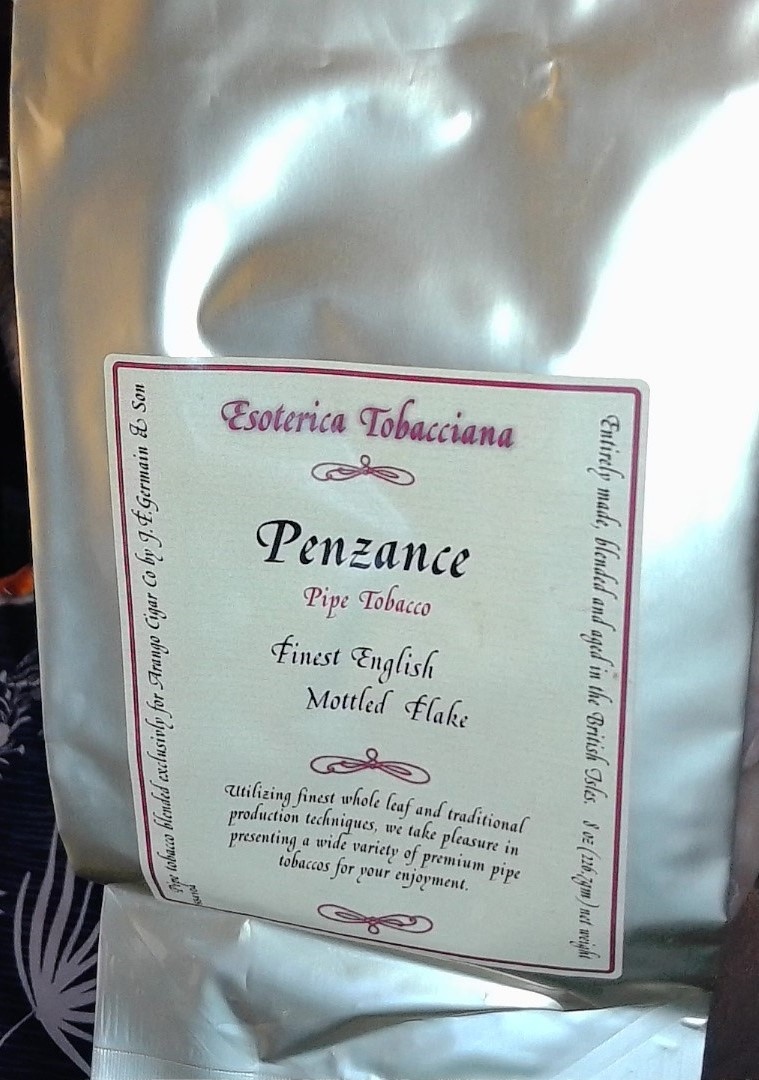 Esoterica Tobacciana
Penzance
Pipe Tobacco
Finest English
Mottled Flake
Utilizing finest whole leaf and traditional
production techniques, we take pleasure in
presenting a wide variety of premium pipe
tobaccos for your enjoyment.
Pipe tobacco blended exclusivly for Arango Cigar Co by J.F.Germain & Son
Entirely made, blended and aged in the British Isles. 8 oz (226.7gm) net weight